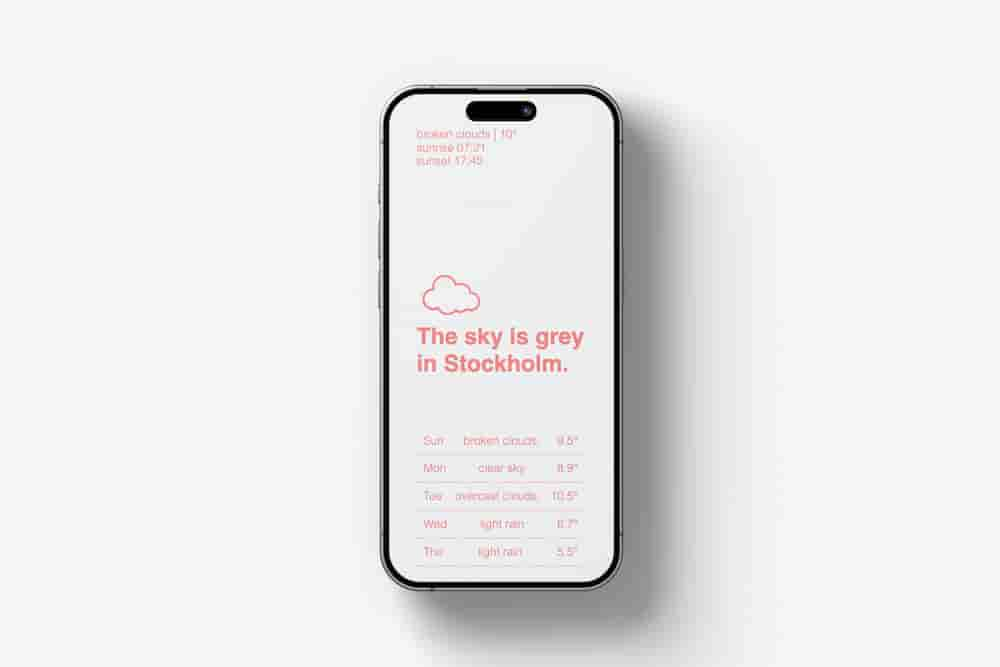 broken clouds | 10°
sunrise 07:21
sunset 17:45
The sky is grey
in Stockholm.
Sun broken clouds 9.5°
Mon clear sky 8.9°
Tue overcast clouds 10.5°
Wed light rain 6.7°
Thu light rain 5.5°